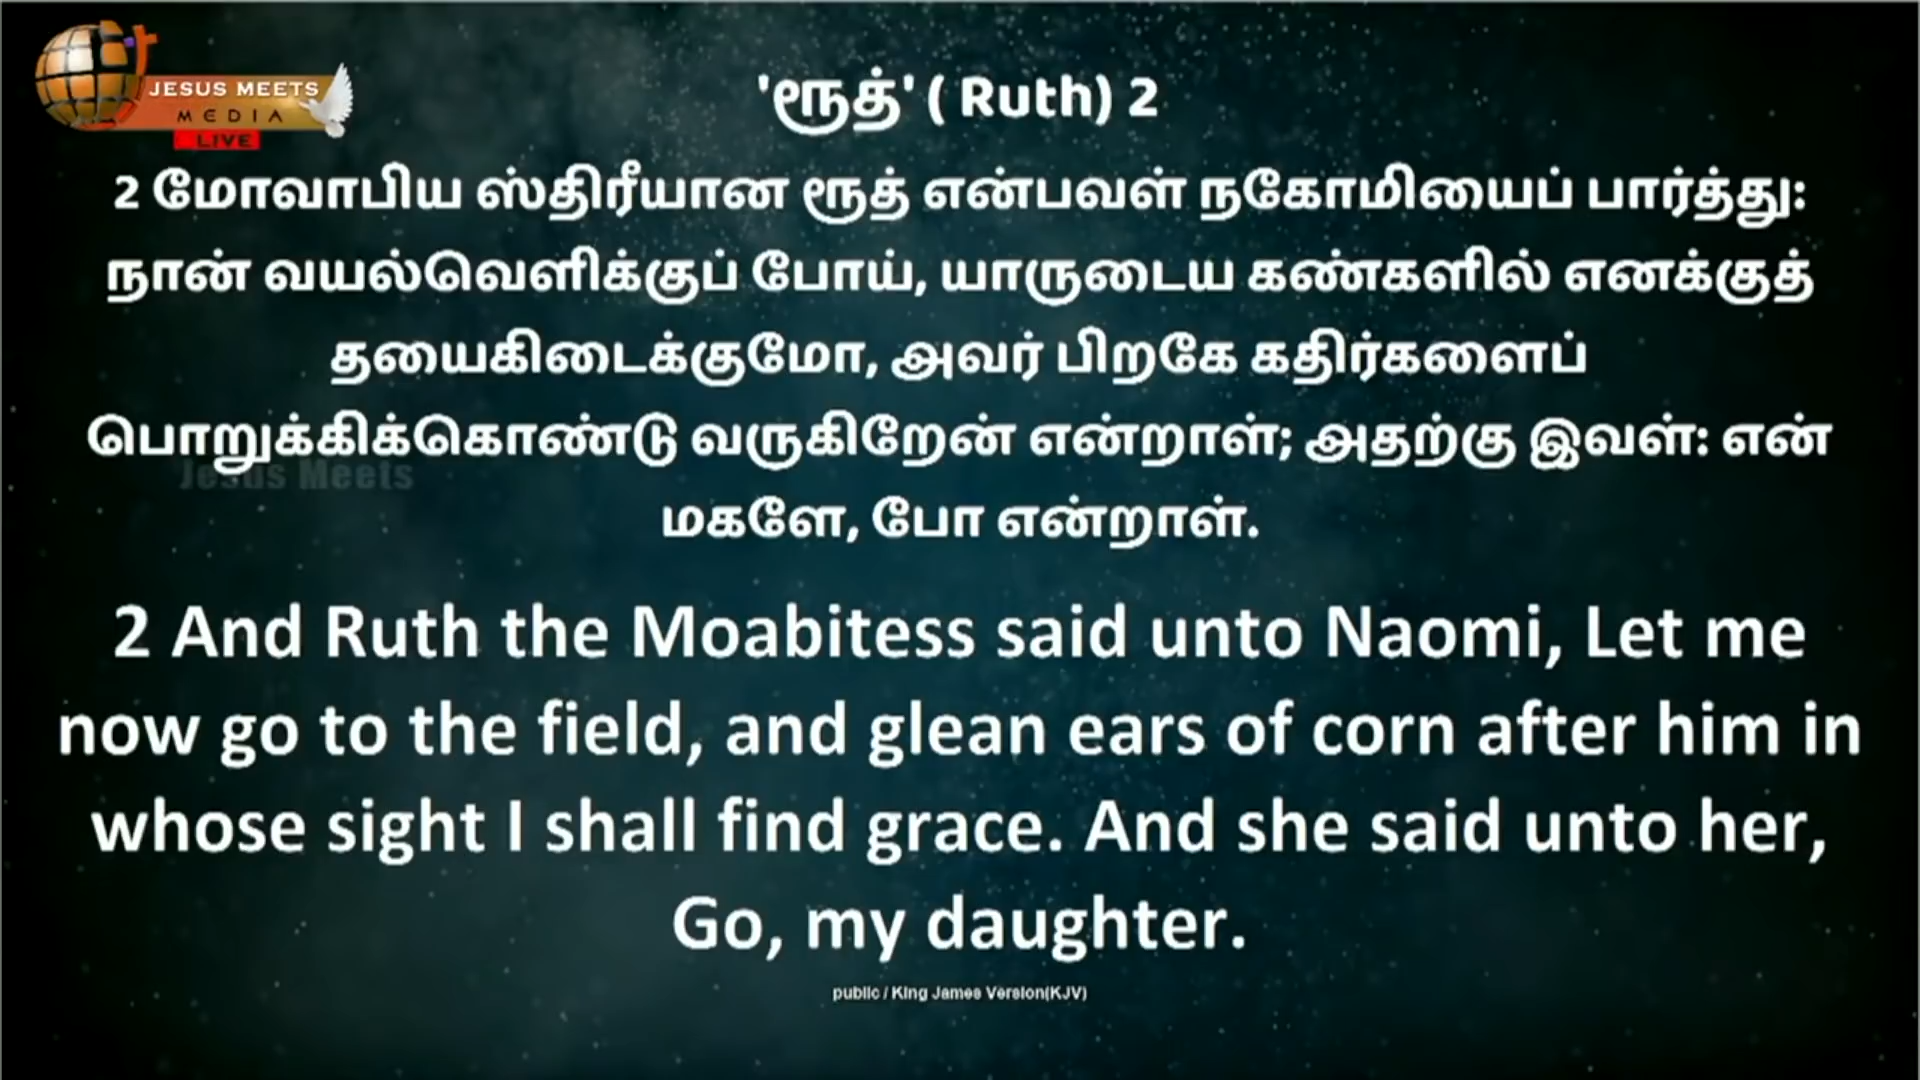 JESUS MEETS
MEDIA
LIVE
'ரூத்' ( Ruth) 2
2 மோவாபிய ஸ்திரீயான ரூத் என்பவள் நகோமியைப் பார்த்து:
நான் வயல்வெளிக்குப் போய், யாருடைய கண்களில் எனக்குத்
தயைகிடைக்குமோ, அவர் பிறகே கதிர்களைப்
பொறுக்கிக்கொண்டு வருகிறேன் என்றாள்; அதற்கு இவள்: என்
Jesus Meets
மகளே, போ என்றாள்.
2 And Ruth the Moabitess said unto Naomi, Let me
now go to the field, and glean ears of corn after him in
whose sight I shall find grace. And she said unto her,
Go, my daughter.
public / King James Version(KJV)